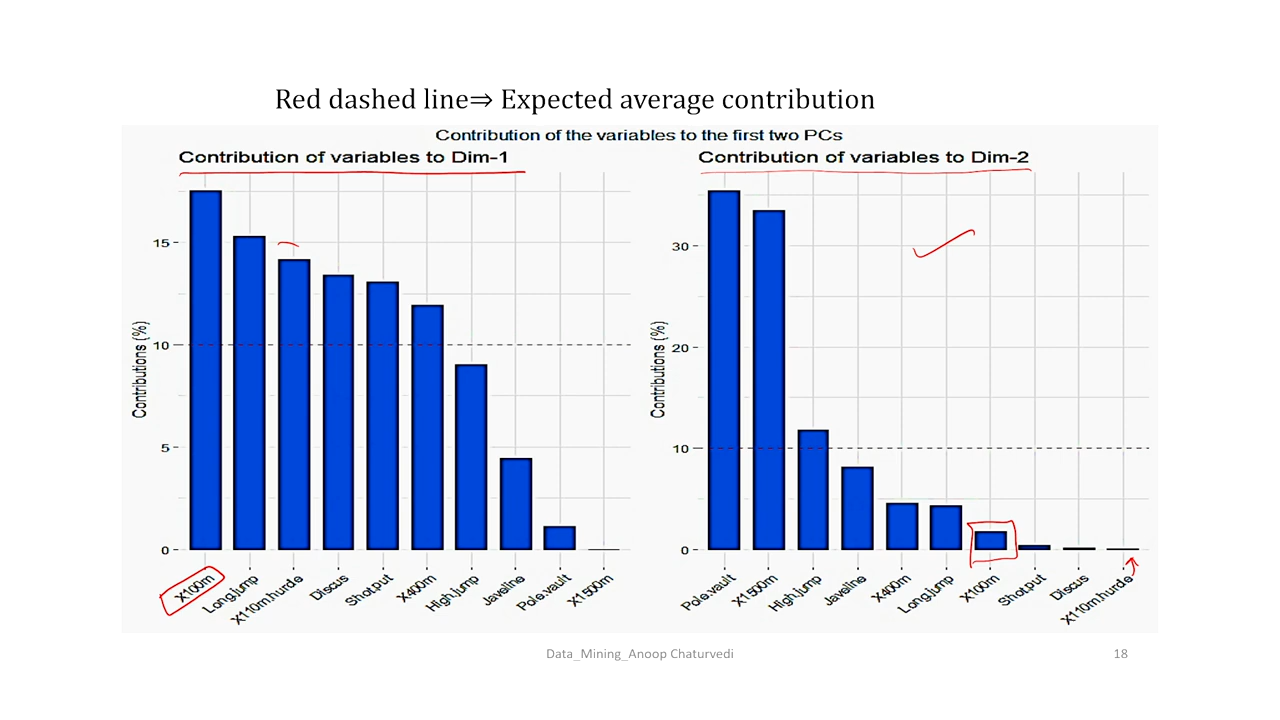 Red dashed line⇒ Expected average contribution
Contribution of the variables to the first two PCs
Contribution of variables to Dim-1
Contributions (%)
15
10
5
0
X100m
Long.jump
X110m.hurde
Discus
Shot.put
X400m
High.jump
Javeline
Pole.vault
X1500m
Contribution of variables to Dim-2
Contributions (%)
30
20
10
0
Pole.vault
X1500m
High.jump
Javeline
X400m
Long.jump
X100m
Shot.put
Discus
X110m.hurde
Data_Mining_Anoop Chaturvedi
18